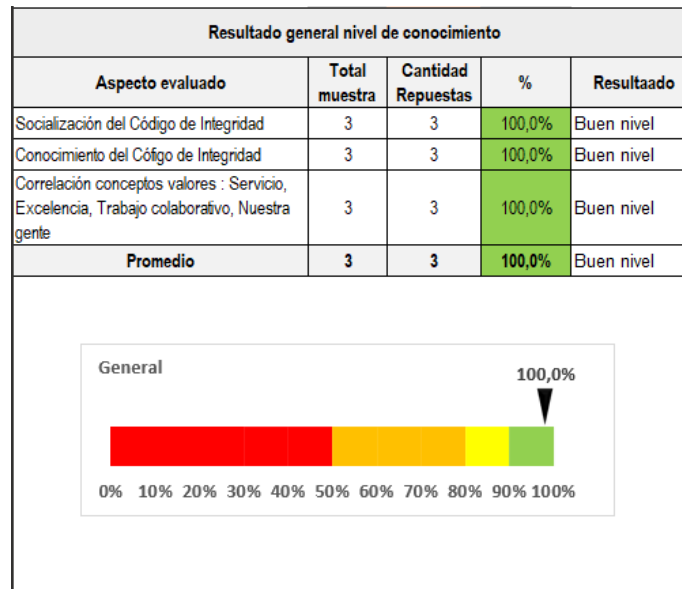 Resultado general nivel de conocimiento
Aspecto evaluado Total muestra Cantidad Repuestas % Resultaado
Socialización del Código de Integridad 3 3 100,0% Buen nivel
Conocimiento del Cófigo de Integridad 3 3 100,0% Buen nivel
Correlación conceptos valores : Servicio,
Excelencia, Trabajo colaborativo, Nuestra
gente 3 3 100,0% Buen nivel
Promedio 3 3 100,0% Buen nivel
General
100,0%
0% 10% 20% 30% 40% 50% 60% 70% 80% 90% 100%